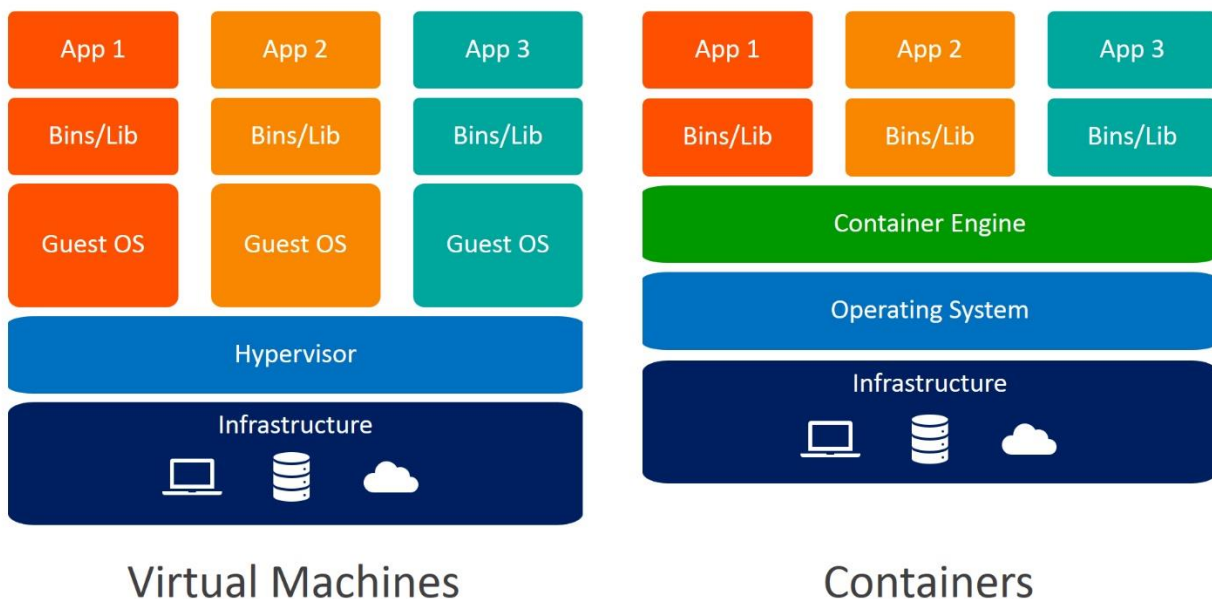 App 1
App 2
App 3
Bins/Lib
Bins/Lib
Bins/Lib
Guest OS
Guest OS
Guest OS
Hypervisor
Infrastructure
Virtual Machines
App 1
App 2
App 3
Bins/Lib
Bins/Lib
Bins/Lib
Container Engine
Operating System
Infrastructure
Containers